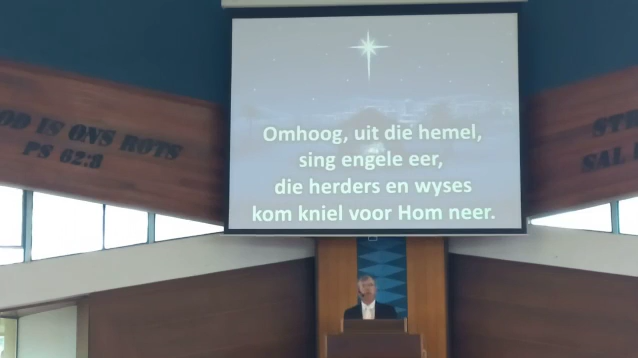 OD IS ONS ROTS
PS 62:8
Omhoog, uit die hemel,
sing engele eer,
die herders en wyses
kom kniel voor Hom neer.
SAL